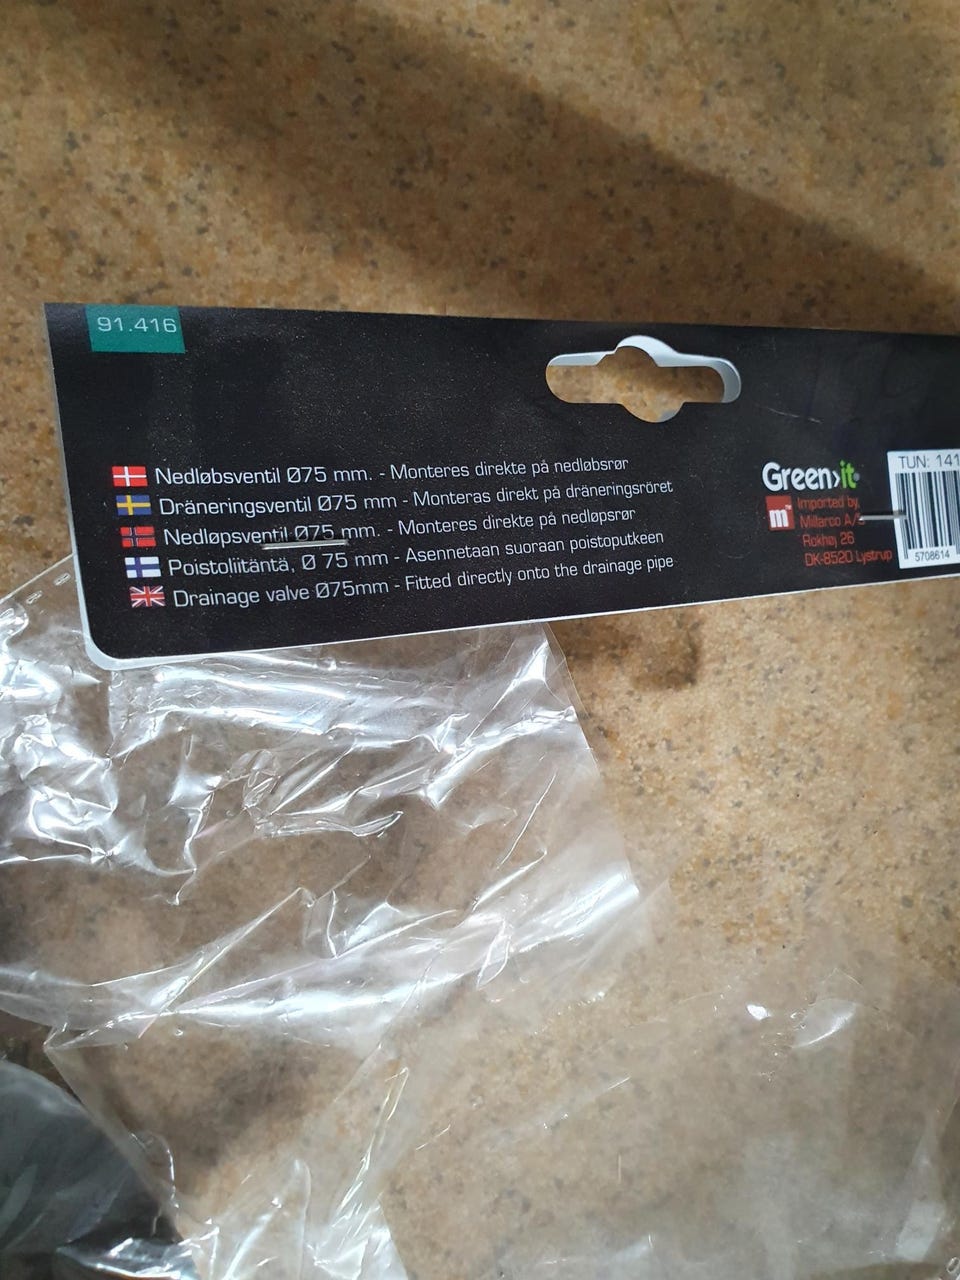 91.416
Nedløbsventil Ø75 mm. - Monteres direkte på nedløbsrør
Dräneringsventil Ø75 mm - Monteras direkt på dräneringsröret
Nedløpsventil Ø75 mm. - Monteres direkte på nedløpsrør
Poistoliitäntä, Ø 75 mm - Asennetaan suoraan poistoputkeen
Drainage valve Ø75mm - Fitted directly onto the drainage pipe
Green>it
m
Imported by:
Millarco A/S
Rokhøj 26
DK-8520 Lystrup
TUN: 141
5708614